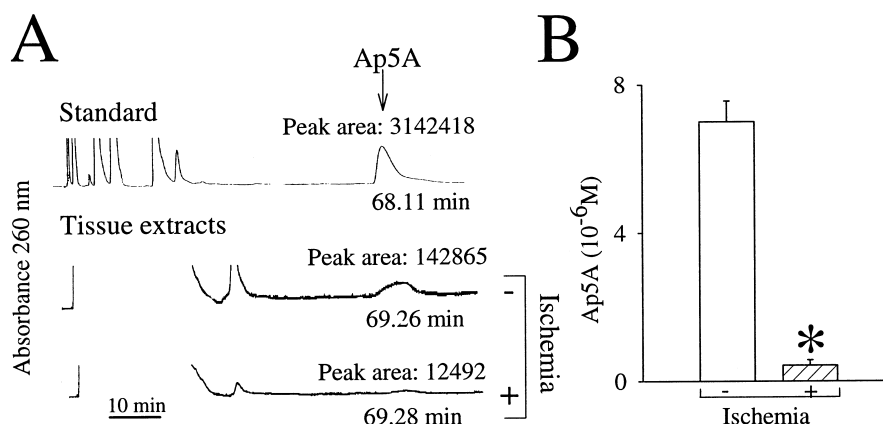 A
Ap5A
Standard
Peak area: 3142418
68.11 min
Absorbance 260 nm
Tissue extracts
Peak area: 142865
-
69.26 min
Peak area: 12492
+
69.28 min
10 min
Ischemia
B
Ap5A (10-6M)
8
4
0
*
- +
Ischemia